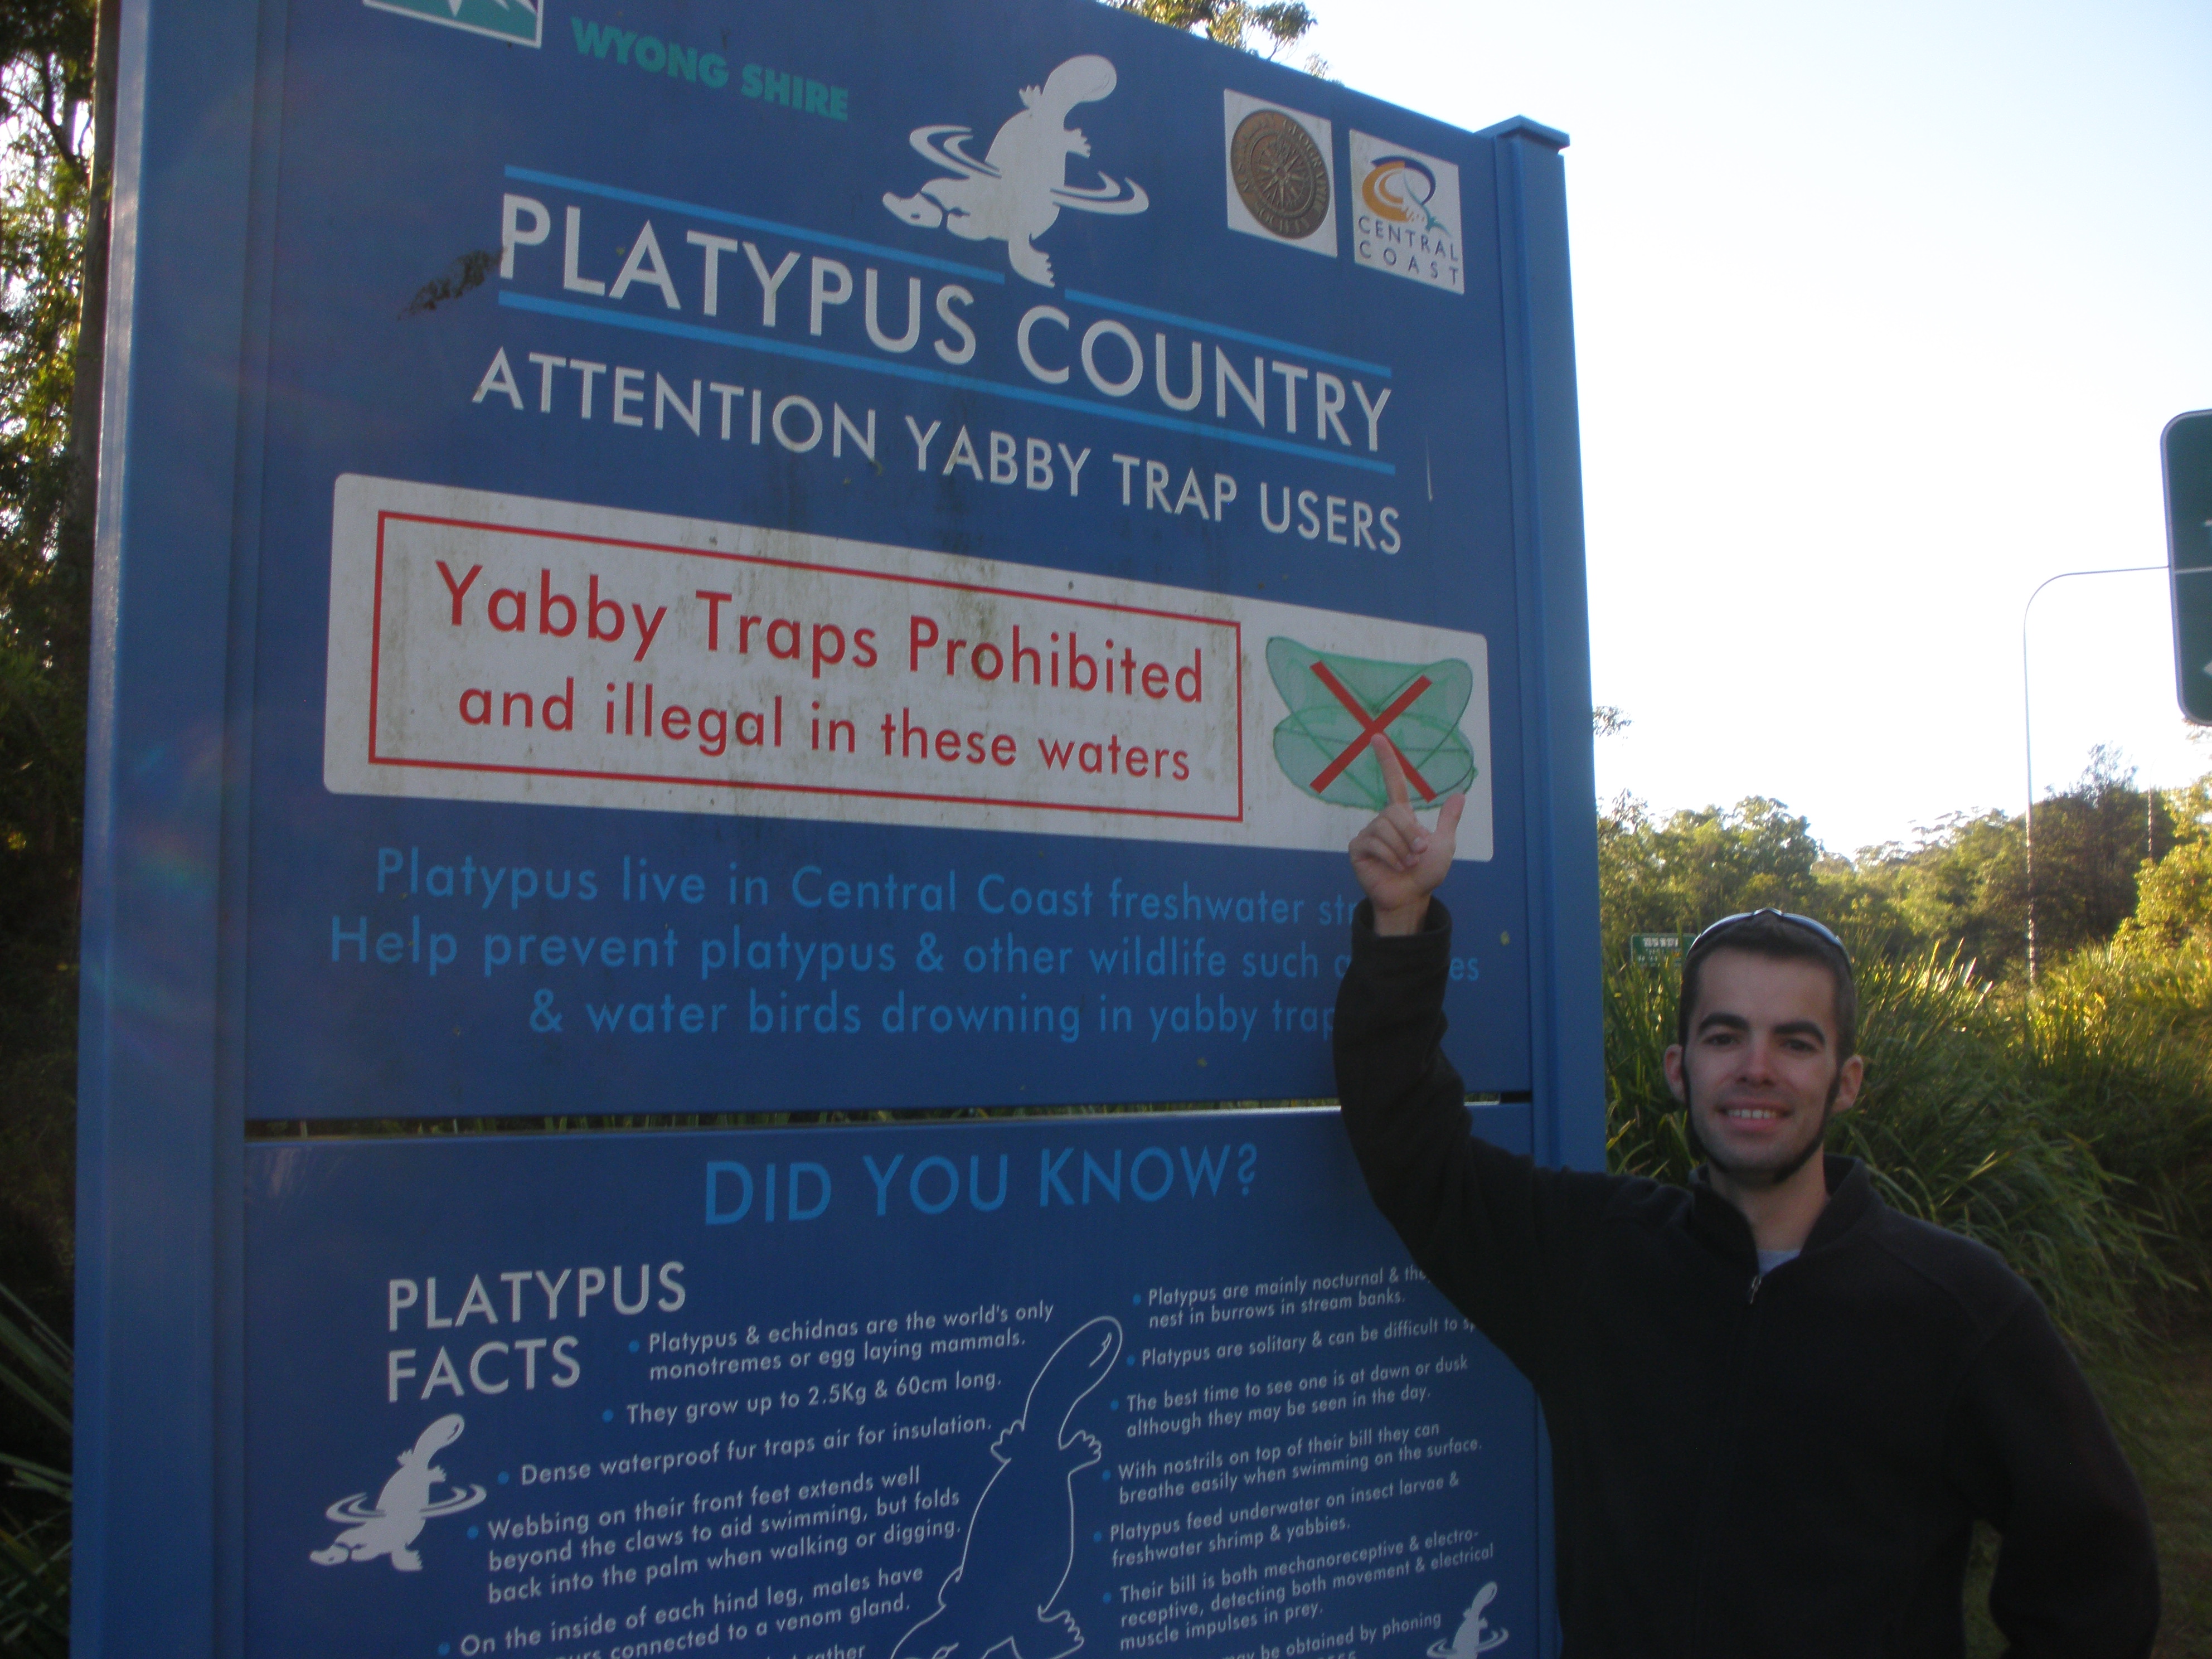 WYONG SHIRE
GEOGRAPHIC
SOCIETY
CENTRAL
COAST
PLATYPUS COUNTRY
ATTENTION YABBY TRAP USERS
Yabby Traps Prohibited
and illegal in these waters
Platypus live in Central Coast freshwater
Help prevent platypus & other wildlife such
& water birds drowning in yabby
DID YOU KNOW?
PLATYPUS
FACTS
• Platypus & echidnas are the world's only
monotremes or egg laying mammals.
• They grow up to 2.5Kg & 60cm long.
• Dense waterproof fur traps air for insulation.
• Webbing on their front feet extends well
beyond the claws to aid swimming, but folds
back into the palm when walking or digging.
• On the inside of each hind leg, males have
connected to a venom gland.
rather
• Platypus are mainly nocturnal &
nest in burrows in stream banks.
• Platypus are solitary & can be difficult to
• The best time to see one is at dawn or dusk
although they may be seen in the day.
• With nostrils on top of their bill they can
breathe easily when swimming on the surface.
• Platypus feed underwater on insect larvae &
freshwater shrimp & yabbies.
• Their bill is both mechanoreceptive & electro-
receptive, detecting both movement & electrical
muscle impulses in prey.
may be obtained by phoning